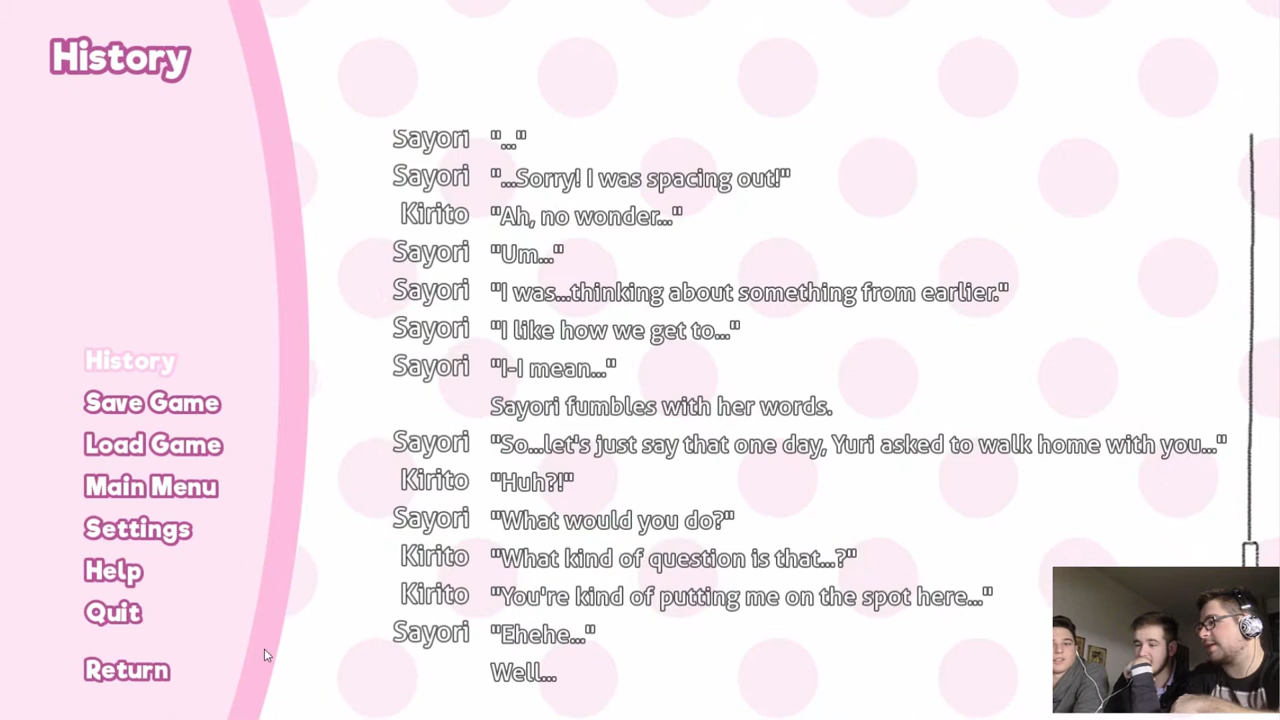 History
Sayori "..."
Sayori "...Sorry! I was spacing out!"
Kirito "Ah, no wonder..."
Sayori "Um..."
Sayori "I was...thinking about something from earlier."
Sayori "I like how we get to..."
Sayori "I-I mean..."
Sayori fumbles with her words.
Sayori "So...let's just say that one day, Yuri asked to walk home with you..."
Kirito "Huh?!"
Sayori "What would you do?"
Kirito "What kind of question is that...?"
Kirito "You're kind of putting me on the spot here..."
Sayori "Ehehe..."
Well...
History
Save Game
Load Game
Main Menu
Settings
Help
Quit
Return